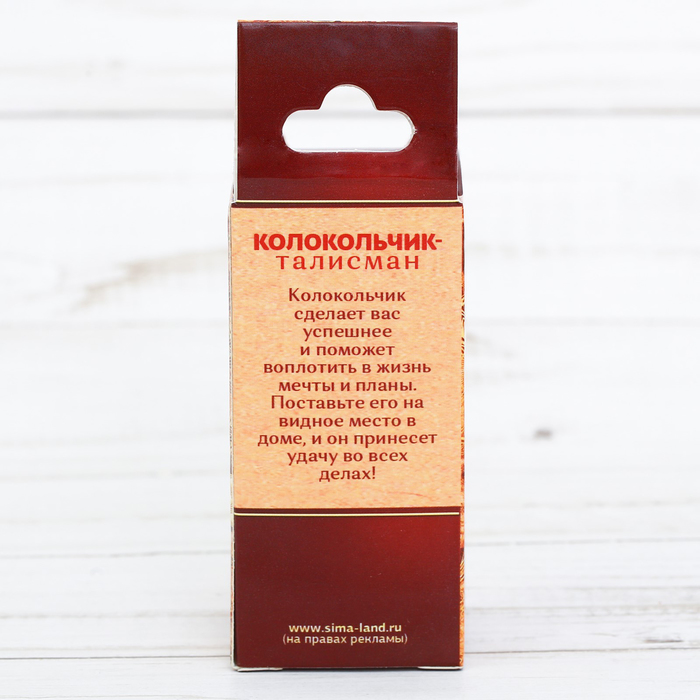 КОЛОКОЛЬЧИК-
ТАЛИСМАН
Колокольчик
сделает вас
успешнее
и поможет
воплотить в жизнь
мечты и планы.
Поставьте его на
видное место в
доме, и он принесет
удачу во всех
делах!
www.sima-land.ru
(на правах рекламы)